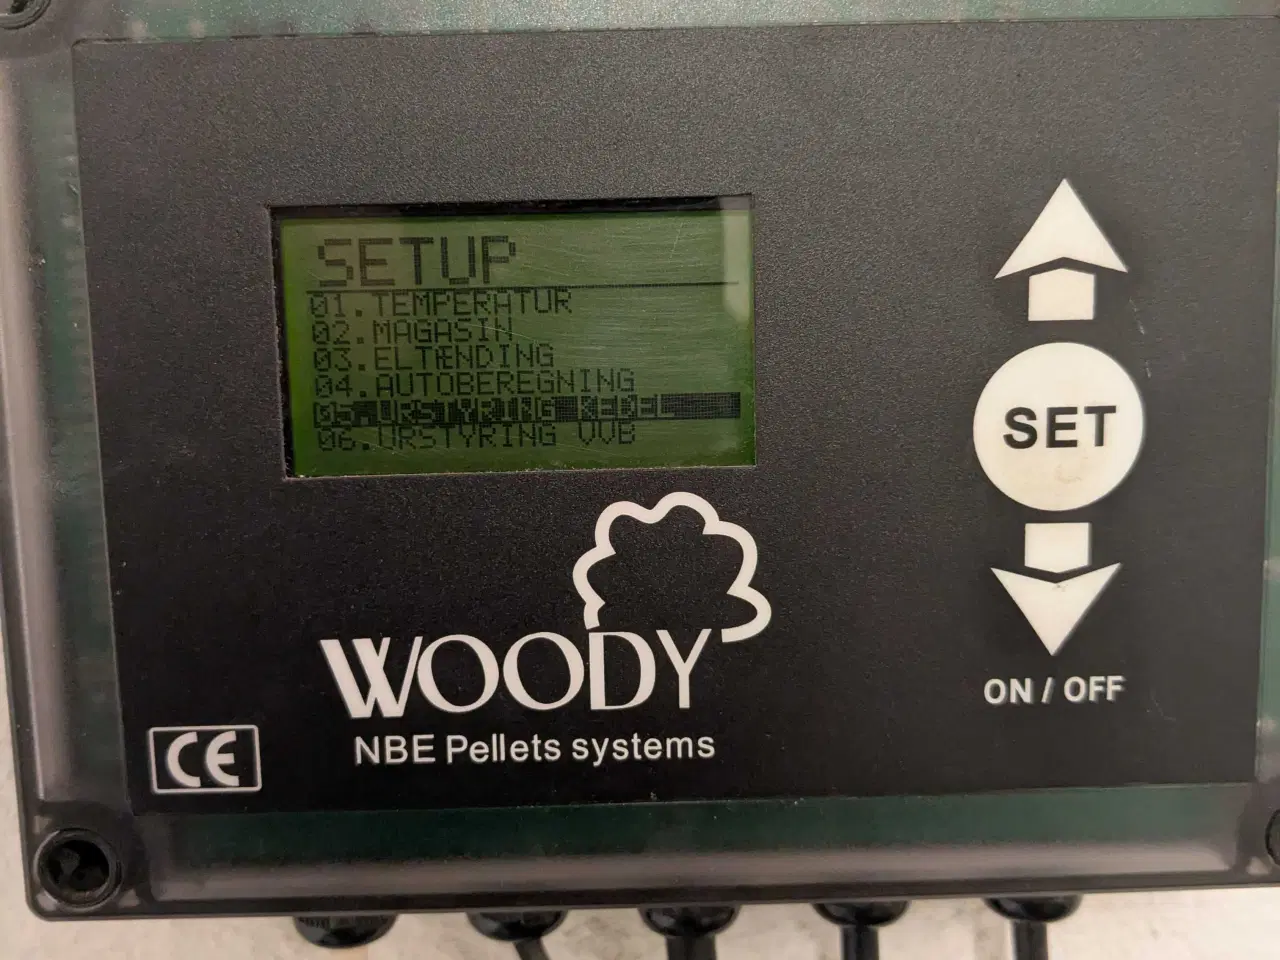 SETUP
01.TEMPERATUR
02.MAGASIN
03.ELTÆNDING
04.AUTOBEREGNING
05.URSTYRING KEDEL
06.URSTYRING VVB
SET
ON / OFF
WOODY
NBE Pellets systems
CE